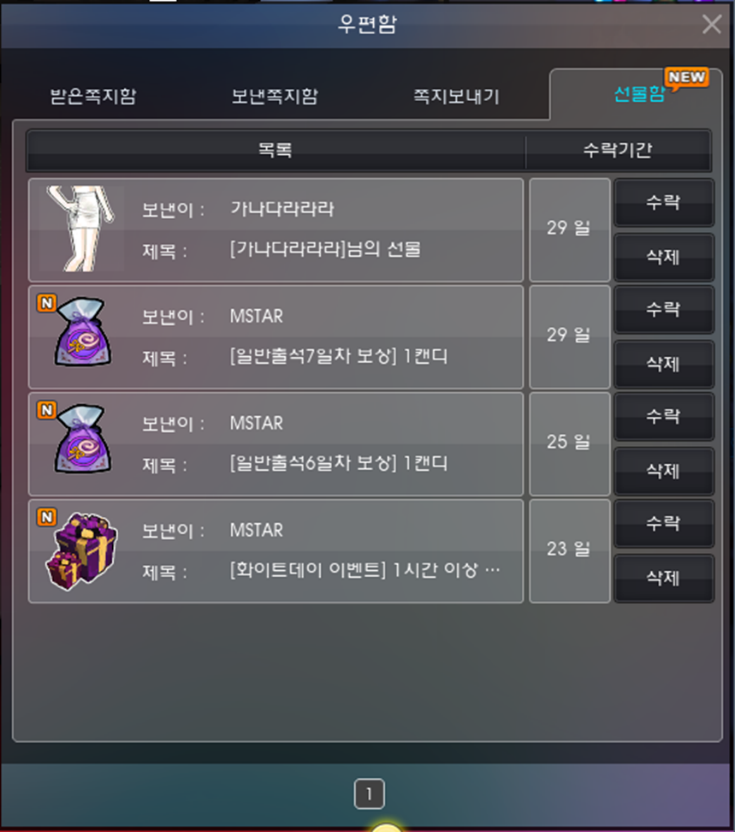 우편함
받은쪽지함 보낸쪽지함 쪽지보내기 선물함 NEW
목록 수락기간
보낸이 : 가나다라라라
제목 : [가나다라라라]님의 선물
29 일
수락
삭제
N
보낸이 : MSTAR
제목 : [일반출석7일차 보상] 1캔디
29 일
수락
삭제
N
보낸이 : MSTAR
제목 : [일반출석6일차 보상] 1캔디
25 일
수락
삭제
N
보낸이 : MSTAR
제목 : [화이트데이 이벤트] 1시간 이상 ···
23 일
수락
삭제
1